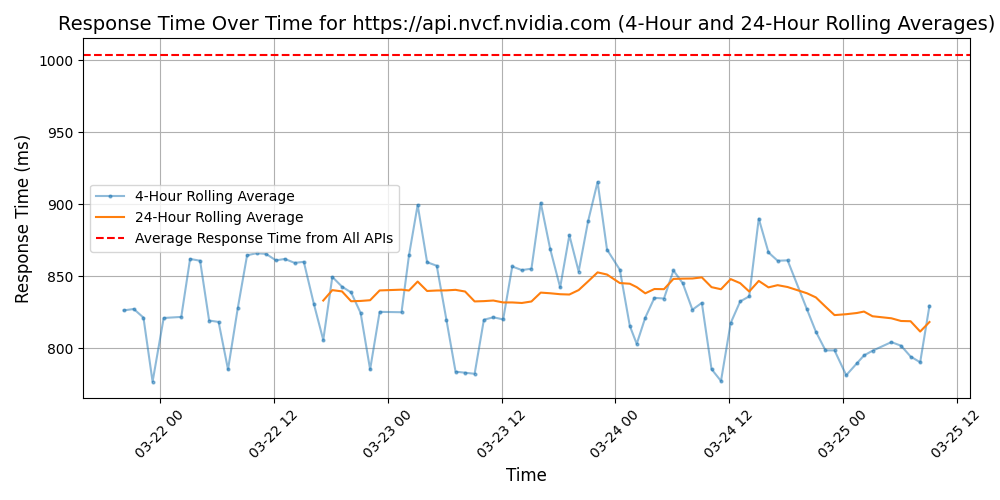 Response Time Over Time for https://api.nvcf.nvidia.com (4-Hour and 24-Hour Rolling Averages)
Response Time (ms)
1000
950
900
850
800
4-Hour Rolling Average
24-Hour Rolling Average
Average Response Time from All APIs
03-22 00
03-22 12
03-23 00
03-23 12
03-24 00
03-24 12
03-25 00
03-25 12
Time